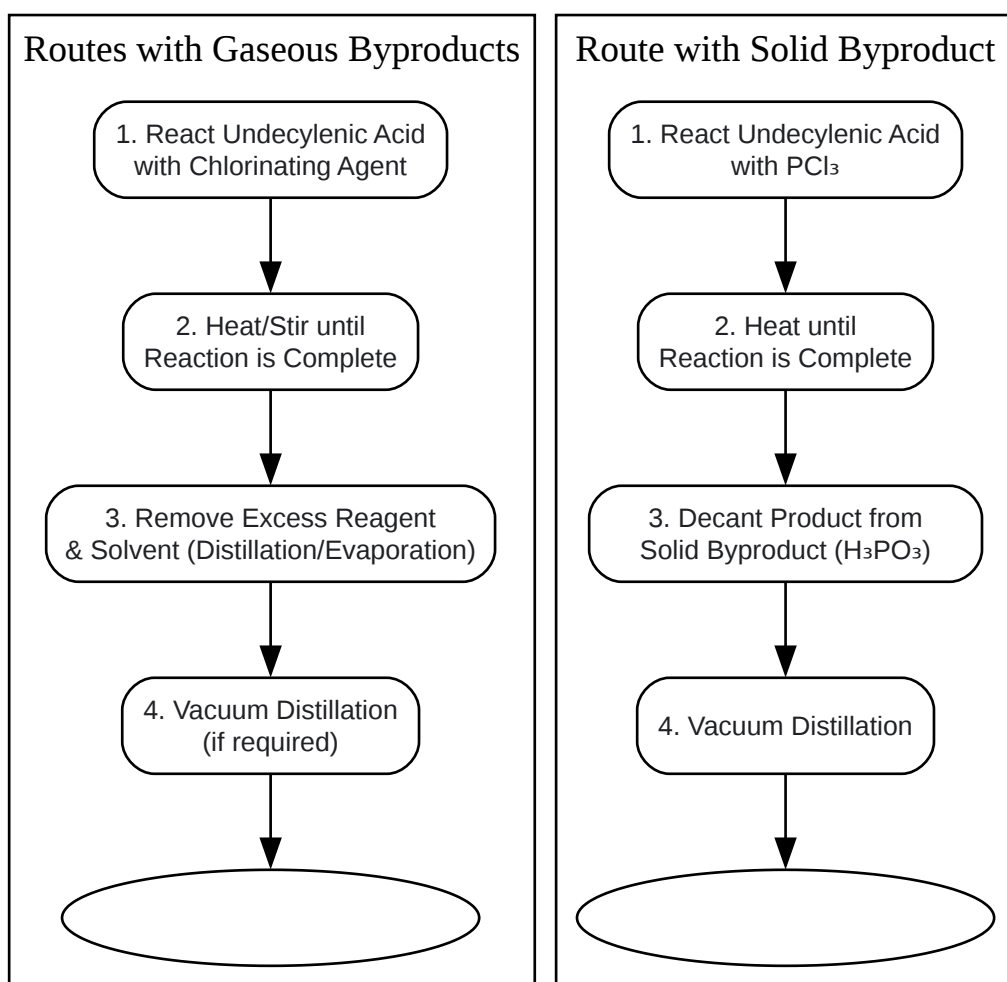 Routes with Gaseous Byproducts
1. React Undecylenic Acid
with Chlorinating Agent
2. Heat/Stir until
Reaction is Complete
3. Remove Excess Reagent
& Solvent (Distillation/Evaporation)
4. Vacuum Distillation
(if required)
Route with Solid Byproduct
1. React Undecylenic Acid
with PCl₃
2. Heat until
Reaction is Complete
3. Decant Product from
Solid Byproduct (H₃PO₃)
4. Vacuum Distillation